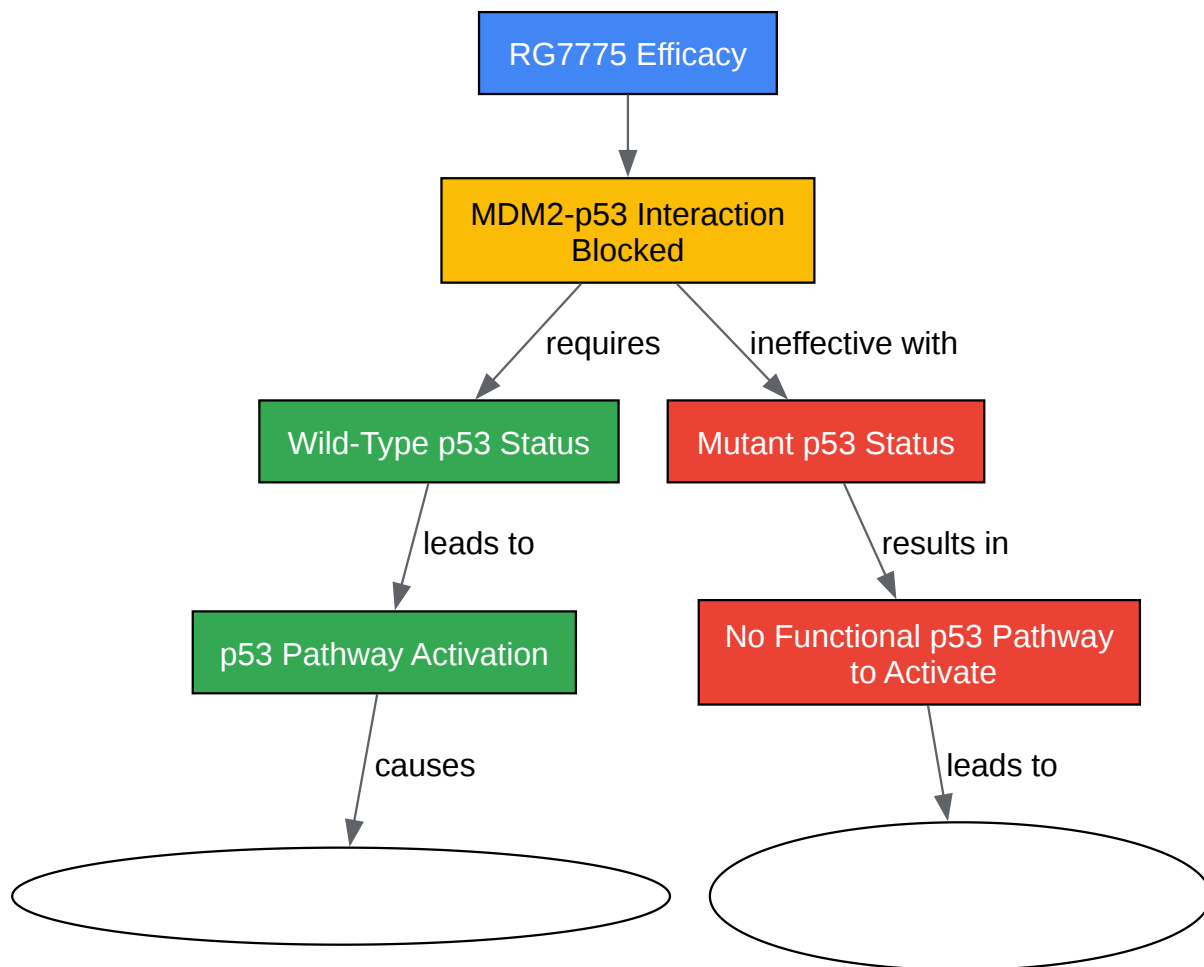 RG7775 Efficacy
MDM2-p53 Interaction
Blocked
requires
ineffective with
Wild-Type p53 Status
Mutant p53 Status
leads to
results in
p53 Pathway Activation
No Functional p53 Pathway
to Activate
causes
leads to